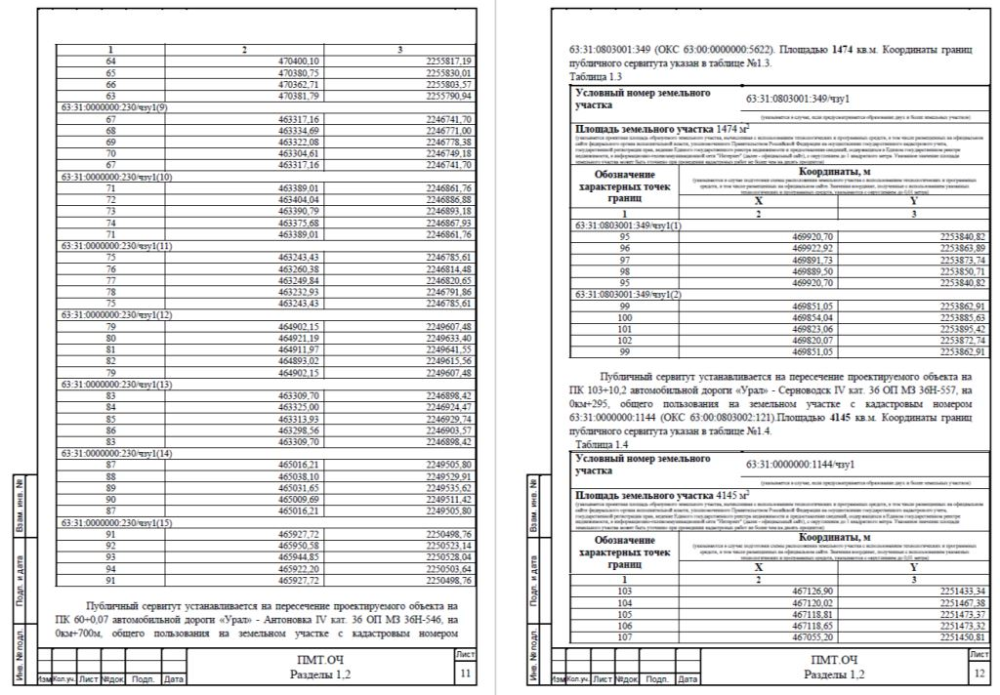 1 2 3
64 470400,10 2255817,19
65 470380,75 2255830,01
66 470362,71 2255803,57
63 470381,79 2255790,94
63:31:0000000:230/чзу1(9)
67 463317,16 2246741,70
68 463334,69 2246771,00
69 463322,08 2246778,38
70 463304,61 2246749,18
67 463317,16 2246741,70
63:31:0000000:230/чзу1(10)
71 463389,01 2246861,76
72 463404,04 2246886,88
73 463390,79 2246893,18
74 463375,68 2246867,93
71 463389,01 2246861,76
63:31:0000000:230/чзу1(11)
75 463243,43 2246785,61
76 463260,38 2246814,48
77 463249,84 2246820,65
78 463232,93 2246791,86
75 463243,43 2246785,61
63:31:0000000:230/чзу1(12)
79 464902,15 2249607,48
80 464921,19 2249633,40
81 464911,97 2249641,55
82 464893,02 2249615,56
79 464902,15 2249607,48
63:31:0000000:230/чзу1(13)
83 463309,70 2246898,42
84 463325,00 2246924,47
85 463313,93 2246929,74
86 463298,56 2246903,57
83 463309,70 2246898,42
63:31:0000000:230/чзу1(14)
87 465016,21 2249505,80
88 465038,10 2249529,91
89 465031,65 2249535,62
90 465009,69 2249511,42
87 465016,21 2249505,80
63:31:0000000:230/чзу1(15)
91 465927,72 2250498,76
92 465950,58 2250523,14
93 465944,85 2250528,04
94 465922,20 2250503,64
91 465927,72 2250498,76
Публичный сервитут устанавливается на пересечение проектируемого объекта на
ПК 60+0,07 автомобильной дороги «Урал» - Антоновка IV кат. 36 ОП МЗ 36Н-546, на
0км+700м, общего пользования на земельном участке с кадастровым номером
Взам. инв. №
Подп. и дата
Инв. № подл.
Изм Кол.уч. Лист №док. Подп. Дата
ПМТ.ОЧ
Разделы 1,2
Лист
11
63:31:0803001:349 (ОКС 63:00:0000000:5622). Площадью 1474 кв.м. Координаты границ
публичного сервитута указан в таблице №1.3.
Таблица 1.3
Условный номер земельного
участка
63:31:0803001:349/чзу1
(указывается в случае, если предусматривается образование двух и более земельных участков)
Площадь земельного участка 1474 м2
Обозначение
характерных точек
границ
Координаты, м
X Y
1 2 3
63:31:0803001:349/чзу1(1)
95 469920,70 2253840,82
96 469922,92 2253863,89
97 469891,73 2253873,74
98 469889,50 2253850,71
95 469920,70 2253840,82
63:31:0803001:349/чзу1(2)
99 469851,05 2253862,91
100 469854,04 2253885,63
101 469823,06 2253895,42
102 469820,07 2253872,74
99 469851,05 2253862,91
Публичный сервитут устанавливается на пересечение проектируемого объекта на
ПК 103+10,2 автомобильной дороги «Урал» - Серноводск IV кат. 36 ОП МЗ 36Н-557, на
0км+295, общего пользования на земельном участке с кадастровым номером
63:31:0000000:1144 (ОКС 63:00:0803002:121).Площадью 4145 кв.м. Координаты границ
публичного сервитута указан в таблице №1.4.
Таблица 1.4
Условный номер земельного
участка
63:31:0000000:1144/чзу1
(указывается в случае, если предусматривается образование двух и более земельных участков)
Площадь земельного участка 4145 м2
Обозначение
характерных точек
границ
Координаты, м
X Y
1 2 3
103 467126,90 2251433,34
104 467120,02 2251467,38
105 467118,81 2251473,37
106 467118,65 2251473,32
107 467055,20 2251450,81
Взам. инв. №
Подп. и дата
Инв. № подл.
Изм Кол.уч. Лист №док. Подп. Дата
ПМТ.ОЧ
Разделы 1,2
Лист
12